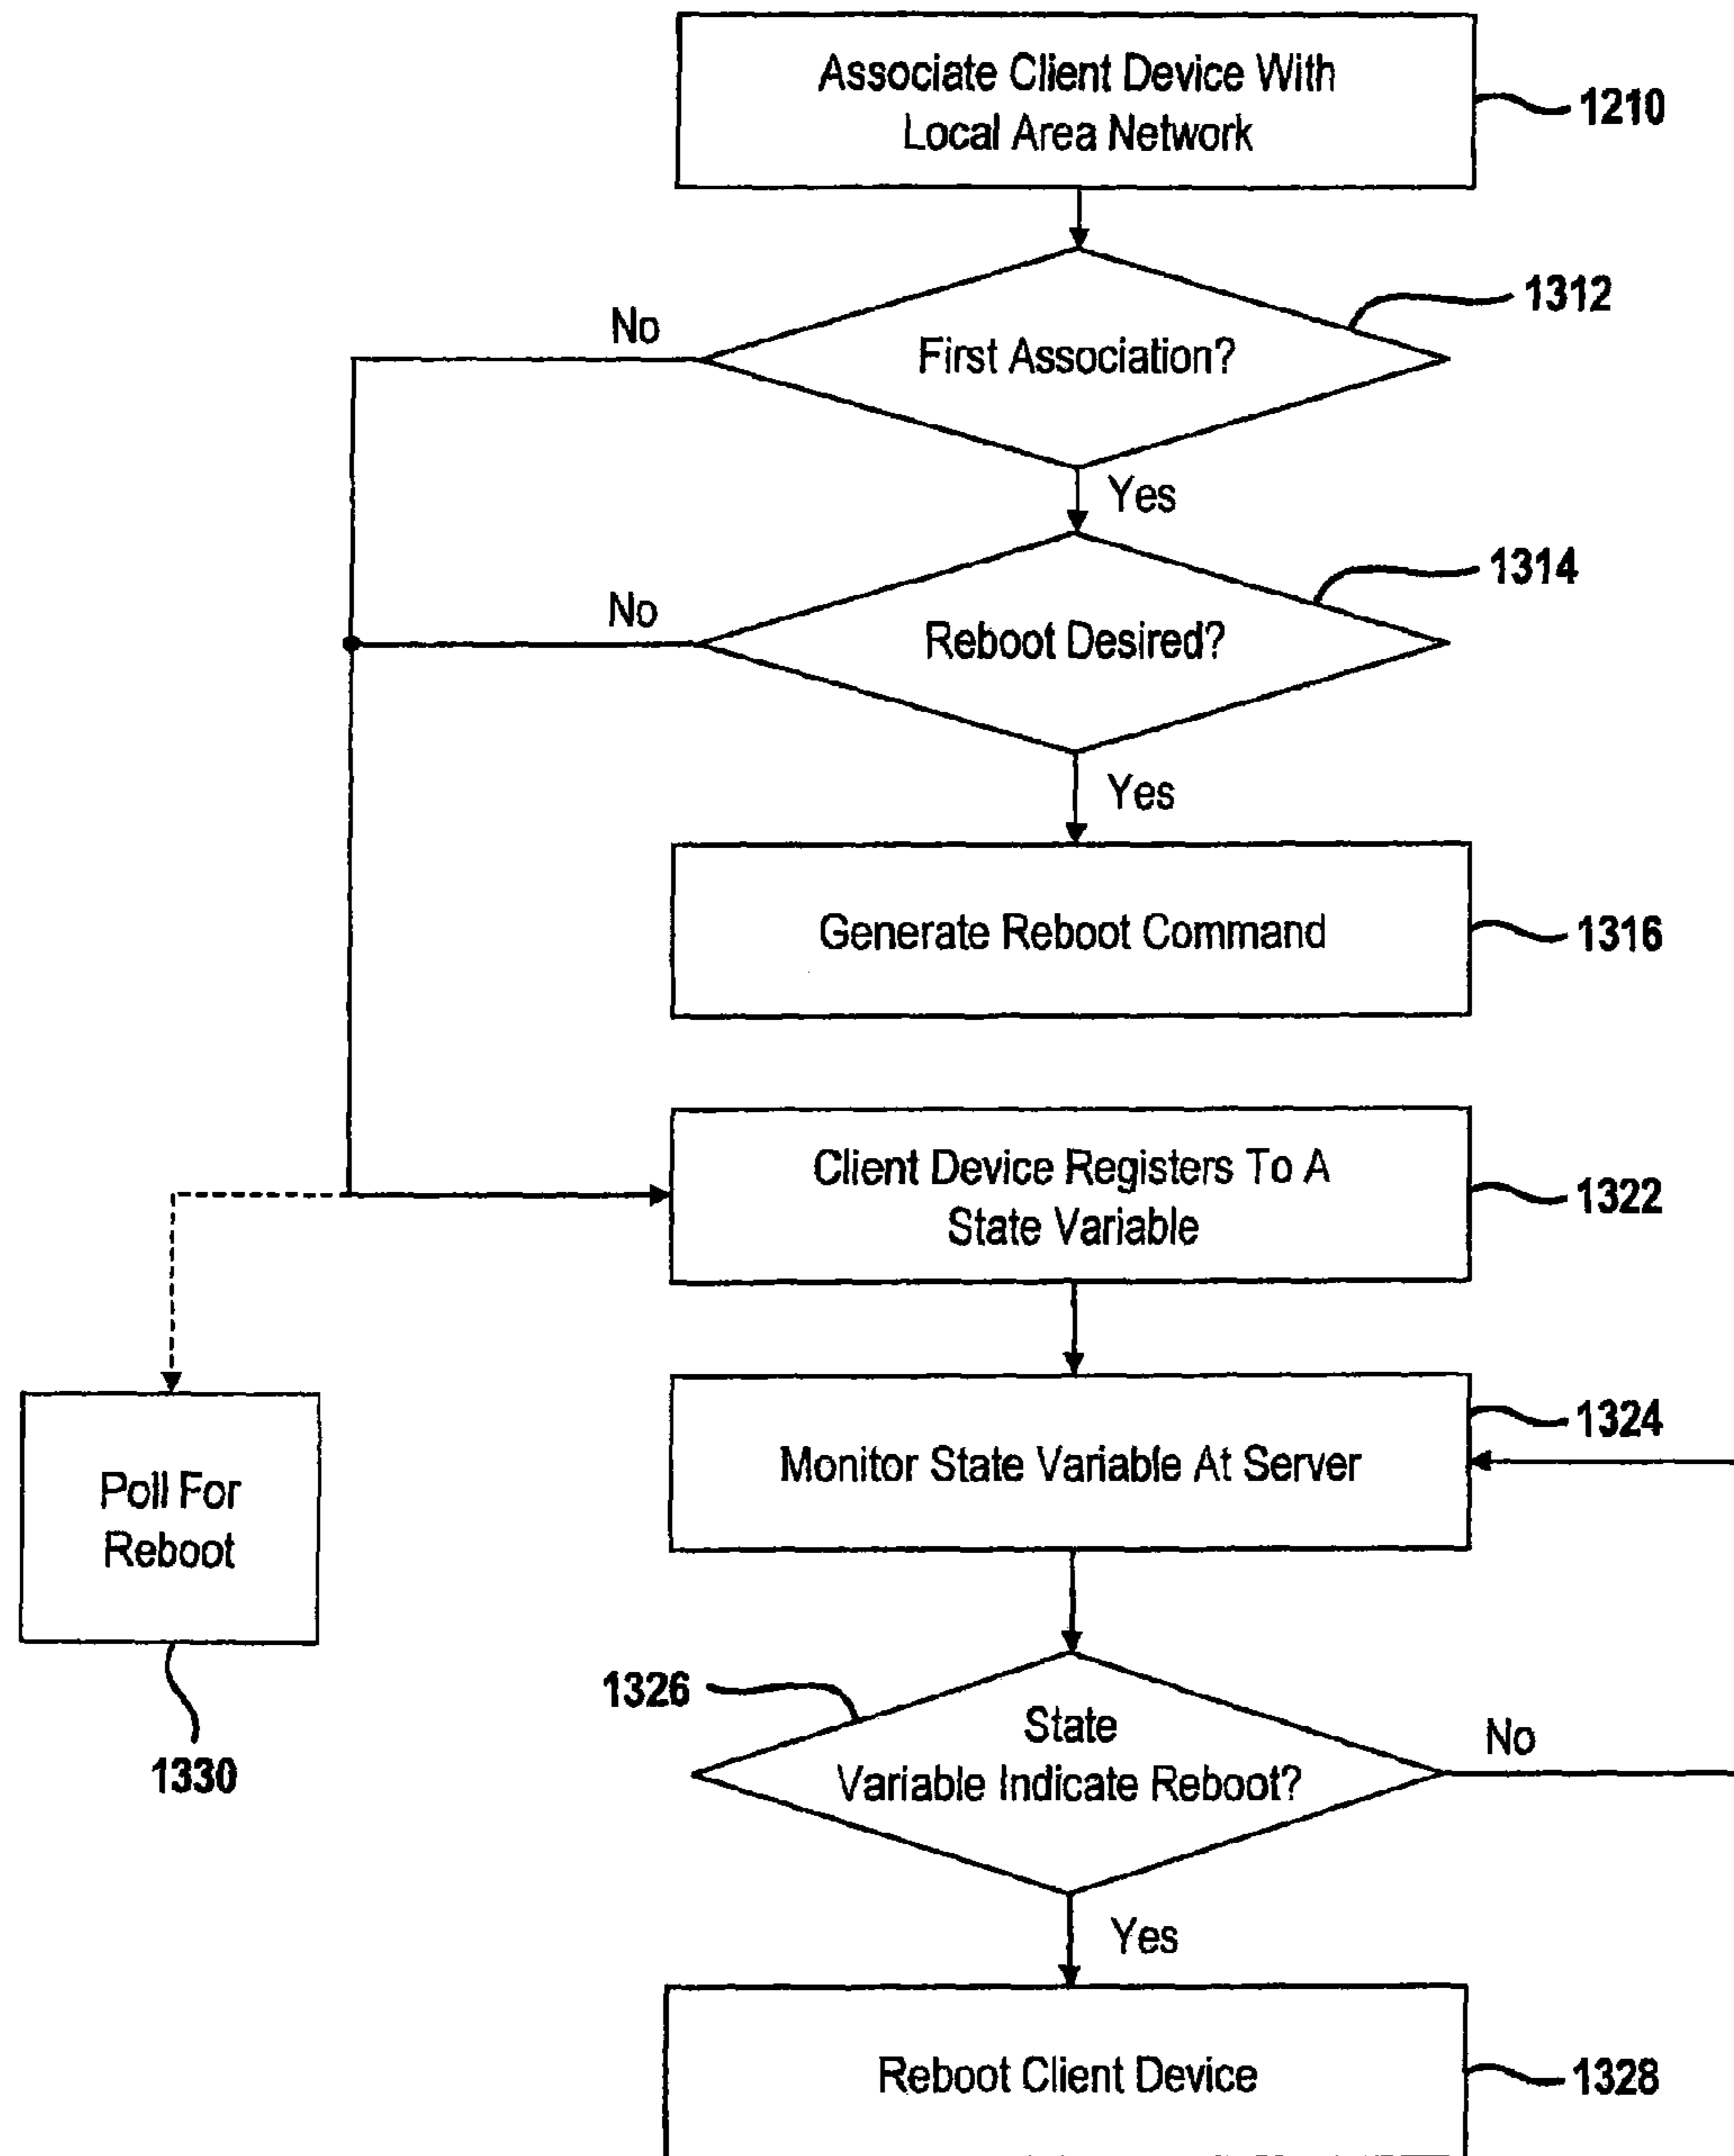 Associate Client Device With
Local Area Network
1210
1312
First Association?
No
Yes
1314
Reboot Desired?
No
Yes
Generate Reboot Command
1316
Client Device Registers To A
State Variable
1322
Monitor State Variable At Server
1324
Poll For
Reboot
1330
1326
State
Variable Indicate Reboot?
No
Yes
Reboot Client Device
1328